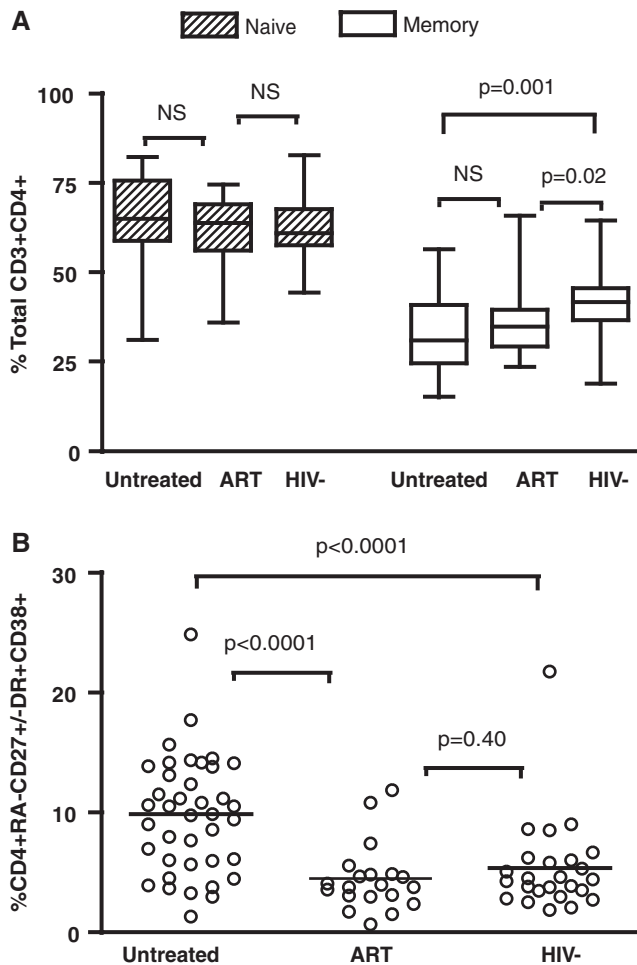 A
Naive Memory
100
75
50
25
0
% Total CD3+CD4+
NS
NS
p=0.001
NS
p=0.02
Untreated ART HIV- Untreated ART HIV-
B
30
20
10
0
%CD4+RA-CD27+/-DR+CD38+
p<0.0001
p<0.0001
p=0.40
Untreated ART HIV-